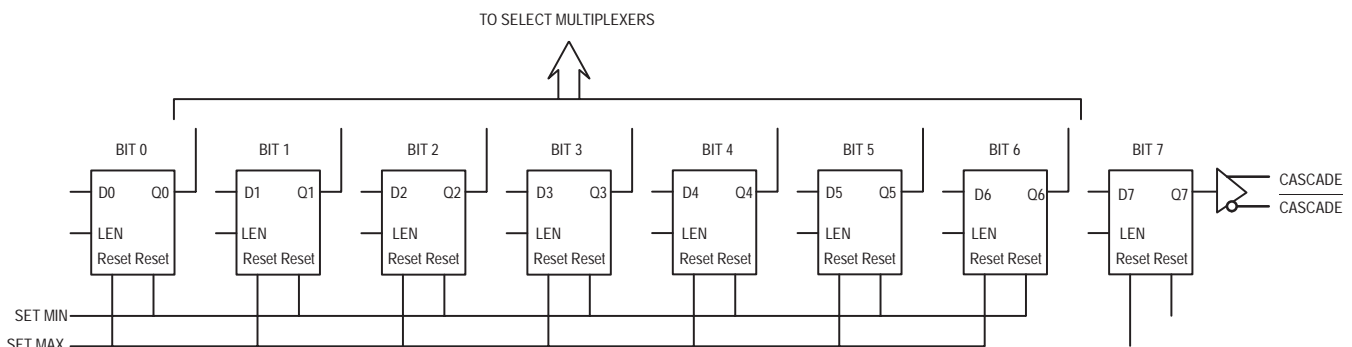 TO SELECT MULTIPLEXERS
BIT 0 BIT 1 BIT 2 BIT 3 BIT 4 BIT 5 BIT 6 BIT 7
D0 Q0 D1 Q1 D2 Q2 D3 Q3 D4 Q4 D5 Q5 D6 Q6 D7 Q7 CASCADE
CASCADE
LEN LEN LEN LEN LEN LEN LEN LEN
Reset Reset Reset Reset Reset Reset Reset Reset Reset Reset Reset Reset Reset Reset Reset Reset
SET MIN
SET MAX